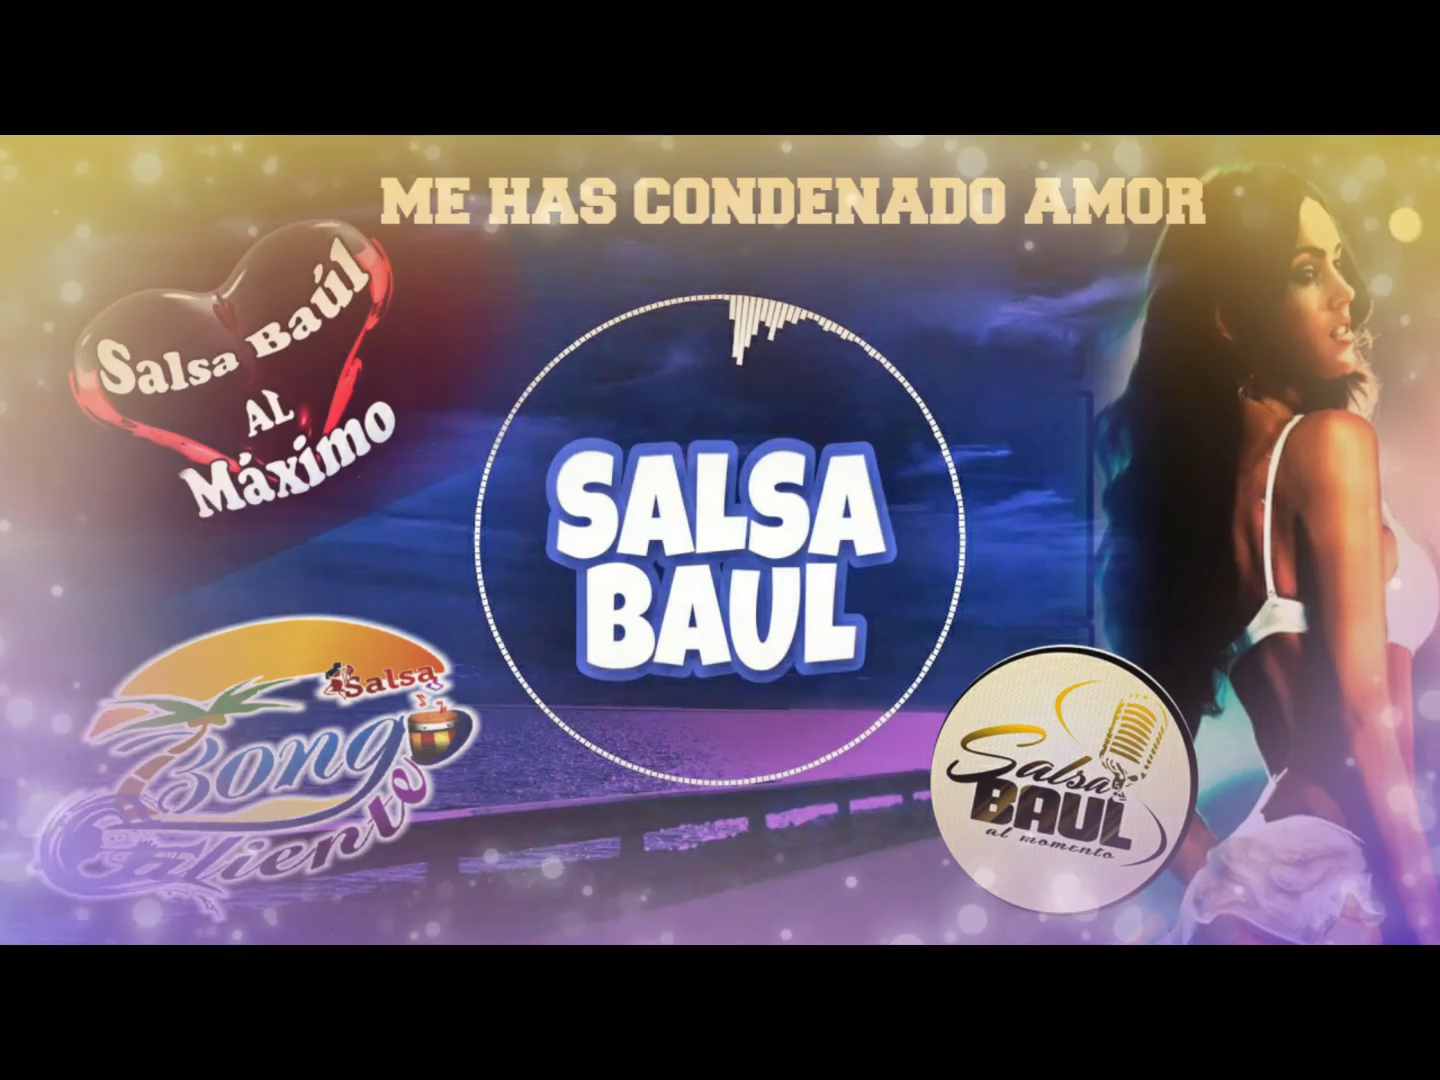 ME HAS CONDENADO AMOR
Salsa Baúl
AL
Máximo
SALSA
BAUL
Salsa
Bongo
Caliente
Salsa
BAUL
al momento